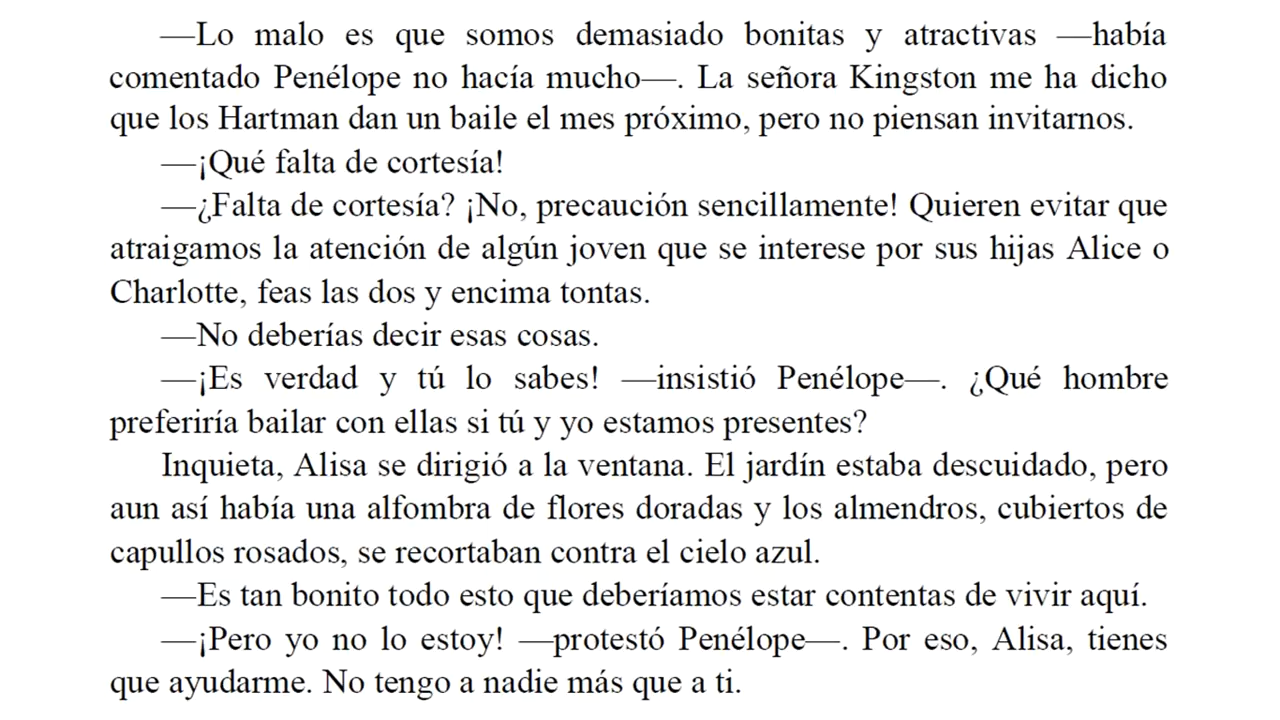 —Lo malo es que somos demasiado bonitas y atractivas —había
comentado Penélope no hacía mucho—. La señora Kingston me ha dicho
que los Hartman dan un baile el mes próximo, pero no piensan invitarnos.
—¡Qué falta de cortesía!
—¿Falta de cortesía? ¡No, precaución sencillamente! Quieren evitar que
atraigamos la atención de algún joven que se interese por sus hijas Alice o
Charlotte, feas las dos y encima tontas.
—No deberías decir esas cosas.
—¡Es verdad y tú lo sabes! —insistió Penélope—. ¿Qué hombre
preferiría bailar con ellas si tú y yo estamos presentes?
Inquieta, Alisa se dirigió a la ventana. El jardín estaba descuidado, pero
aun así había una alfombra de flores doradas y los almendros, cubiertos de
capullos rosados, se recortaban contra el cielo azul.
—Es tan bonito todo esto que deberíamos estar contentas de vivir aquí.
—¡Pero yo no lo estoy! —protestó Penélope—. Por eso, Alisa, tienes
que ayudarme. No tengo a nadie más que a ti.